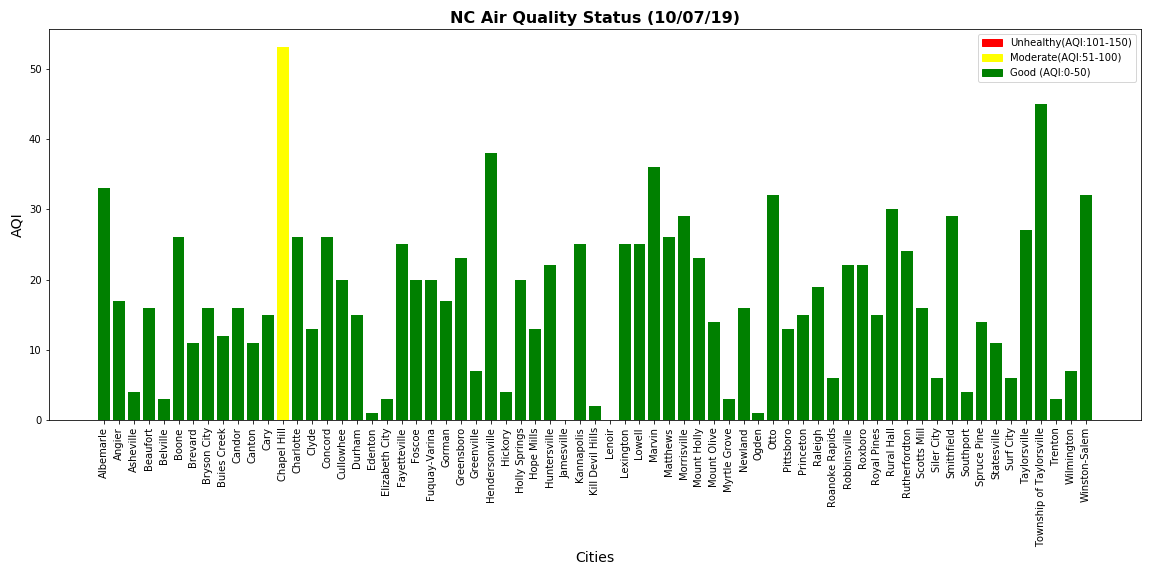 NC Air Quality Status (10/07/19)
Unhealthy(AQI:101-150)
Moderate(AQI:51-100)
Good (AQI:0-50)
AQI
50
40
30
20
10
0
Albemarle
Angier
Asheville
Beaufort
Belville
Boone
Brevard
Bryson City
Buies Creek
Candor
Canton
Cary
Chapel Hill
Charlotte
Clyde
Concord
Cullowhee
Durham
Edenton
Elizabeth City
Fayetteville
Foscoe
Fuquay-Varina
Gorman
Greensboro
Greenville
Hendersonville
Hickory
Holly Springs
Hope Mills
Huntersville
Jamesville
Kannapolis
Kill Devil Hills
Lenoir
Lexington
Lowell
Marvin
Matthews
Morrisville
Mount Holly
Mount Olive
Myrtle Grove
Newland
Ogden
Otto
Pittsboro
Princeton
Raleigh
Roanoke Rapids
Robbinsville
Roxboro
Royal Pines
Rural Hall
Rutherfordton
Scotts Mill
Siler City
Smithfield
Southport
Spruce Pine
Statesville
Surf City
Taylorsville
Township of Taylorsville
Trenton
Wilmington
Winston-Salem
Cities